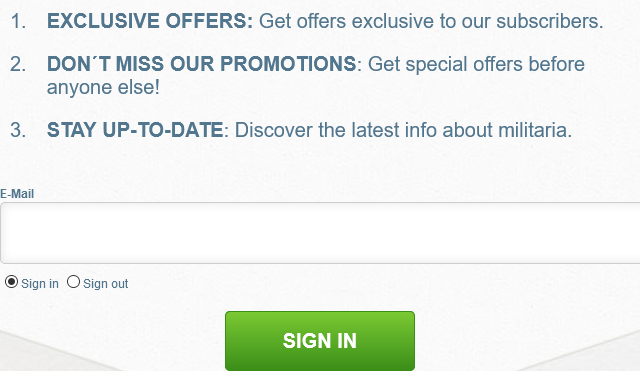 1. EXCLUSIVE OFFERS: Get offers exclusive to our subscribers.
2. DON´T MISS OUR PROMOTIONS: Get special offers before
anyone else!
3. STAY UP-TO-DATE: Discover the latest info about militaria.
E-Mail
Sign in Sign out
SIGN IN